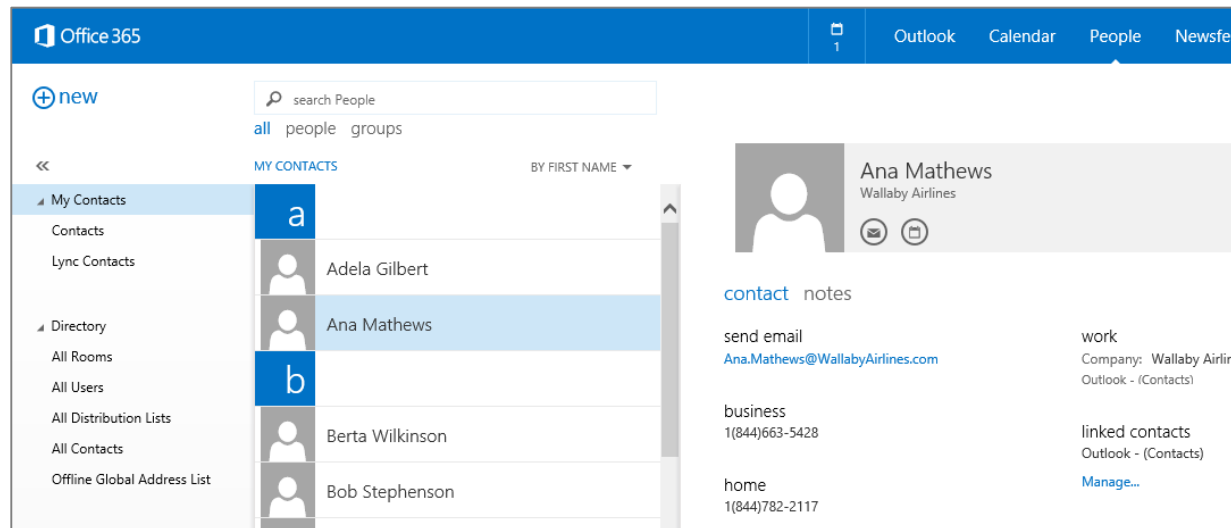 Office 365
1
Outlook Calendar People Newsfe
new
search People
all people groups
MY CONTACTS BY FIRST NAME
My Contacts
Contacts
Lync Contacts
Directory
All Rooms
All Users
All Distribution Lists
All Contacts
Offline Global Address List
a
Adela Gilbert
Ana Mathews
b
Berta Wilkinson
Bob Stephenson
Ana Mathews
Wallaby Airlines
contact notes
send email
Ana.Mathews@WallabyAirlines.com
business
1(844)663-5428
home
1(844)782-2117
work
Company: Wallaby Airlin
Outlook - (Contacts)
linked contacts
Outlook - (Contacts)
Manage...